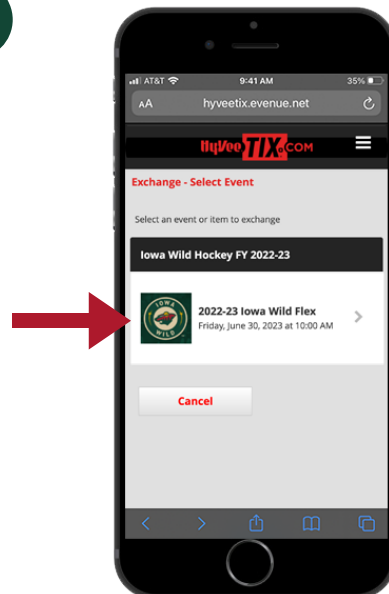 AT&T 9:41 AM 35%
AA hyveetix.evenue.net
HyVee TIX.COM
Exchange - Select Event
Select an event or item to exchange
Iowa Wild Hockey FY 2022-23
IOWA
WILD
2022-23 Iowa Wild Flex
Friday, June 30, 2023 at 10:00 AM
Cancel